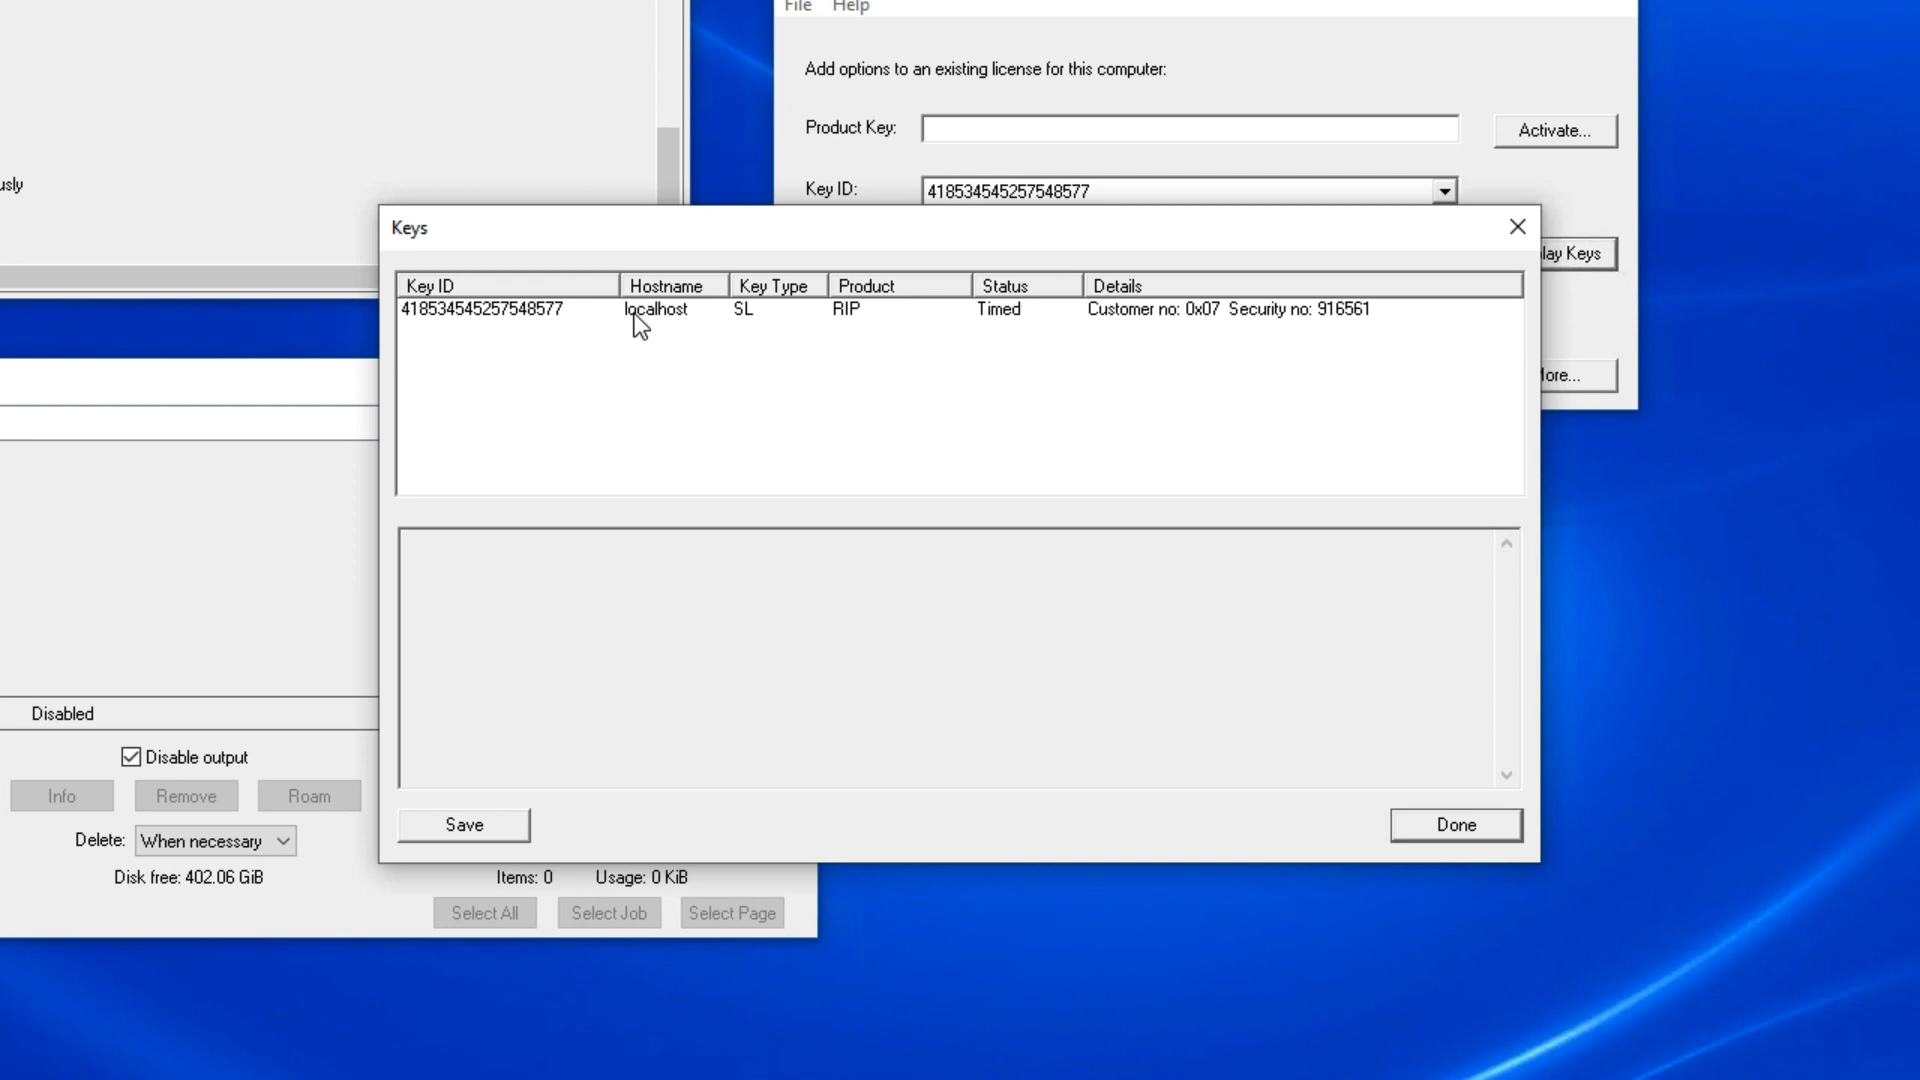 File Help
Add options to an existing license for this computer:
Product Key:
Activate...
usly
Key ID:
418534545257548577
Keys
lay Keys
Key ID Hostname Key Type Product Status Details
418534545257548577 localhost SL RIP Timed Customer no: 0x07 Security no: 916561
ore...
Disabled
Disable output
Info Remove Roam
Save
Done
Delete: When necessary
Disk free: 402.06 GiB
Items: 0 Usage: 0 KiB
Select All Select Job Select Page